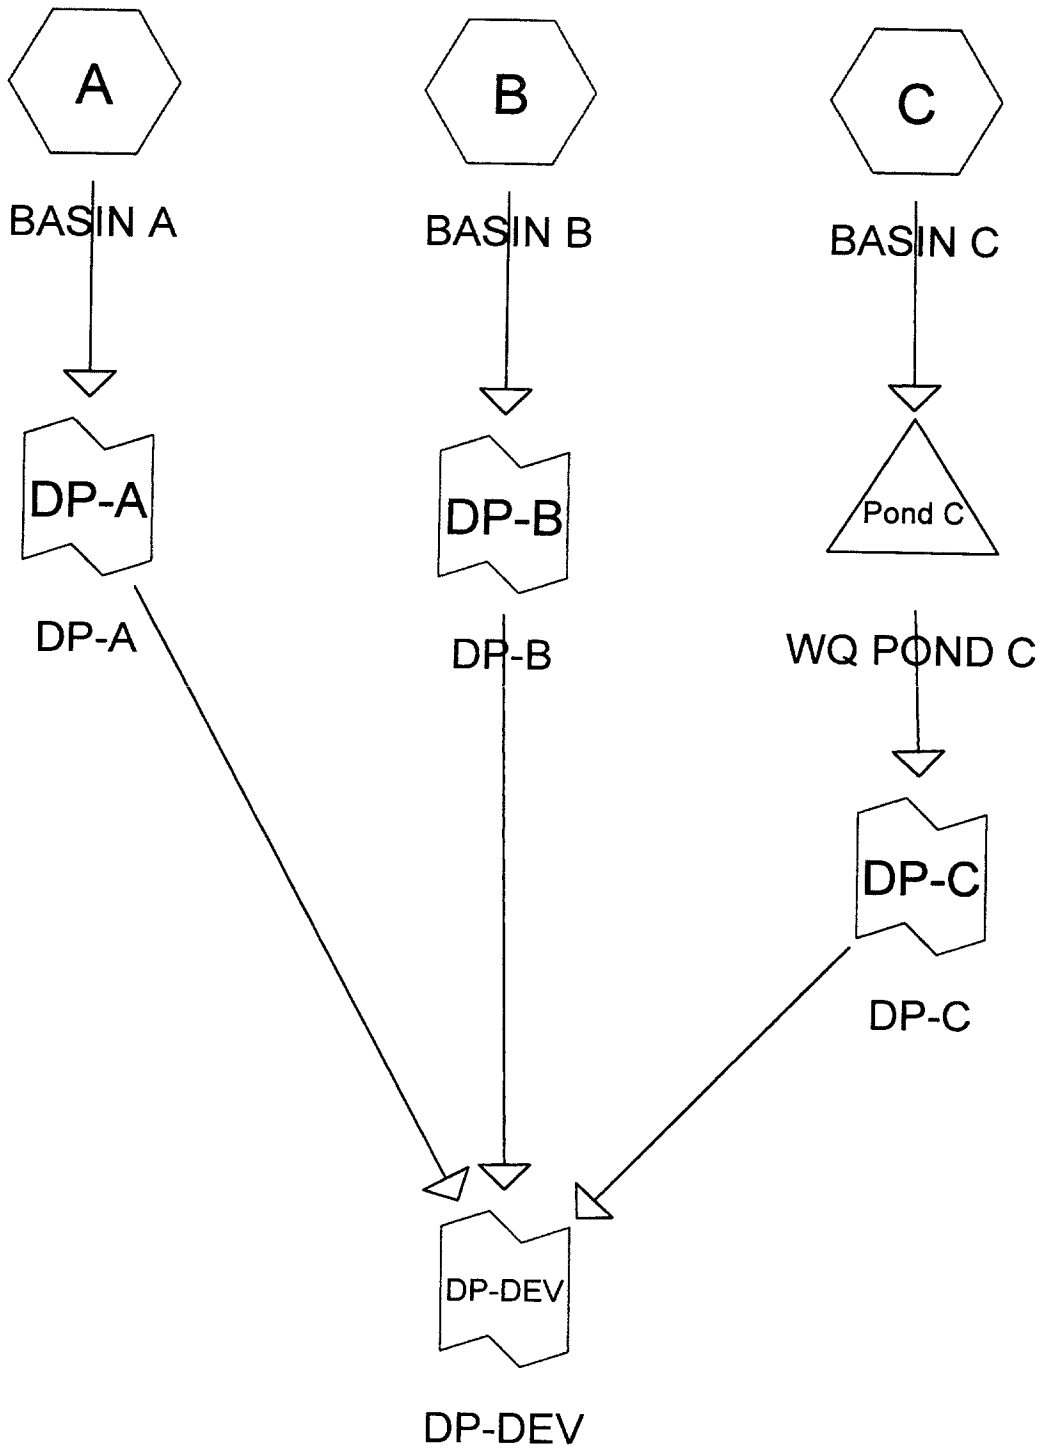 A
B
C
BASIN A
BASIN B
BASIN C
DP-A
DP-B
Pond C
DP-A
DP-B
WQ POND C
DP-C
DP-C
DP-DEV
DP-DEV